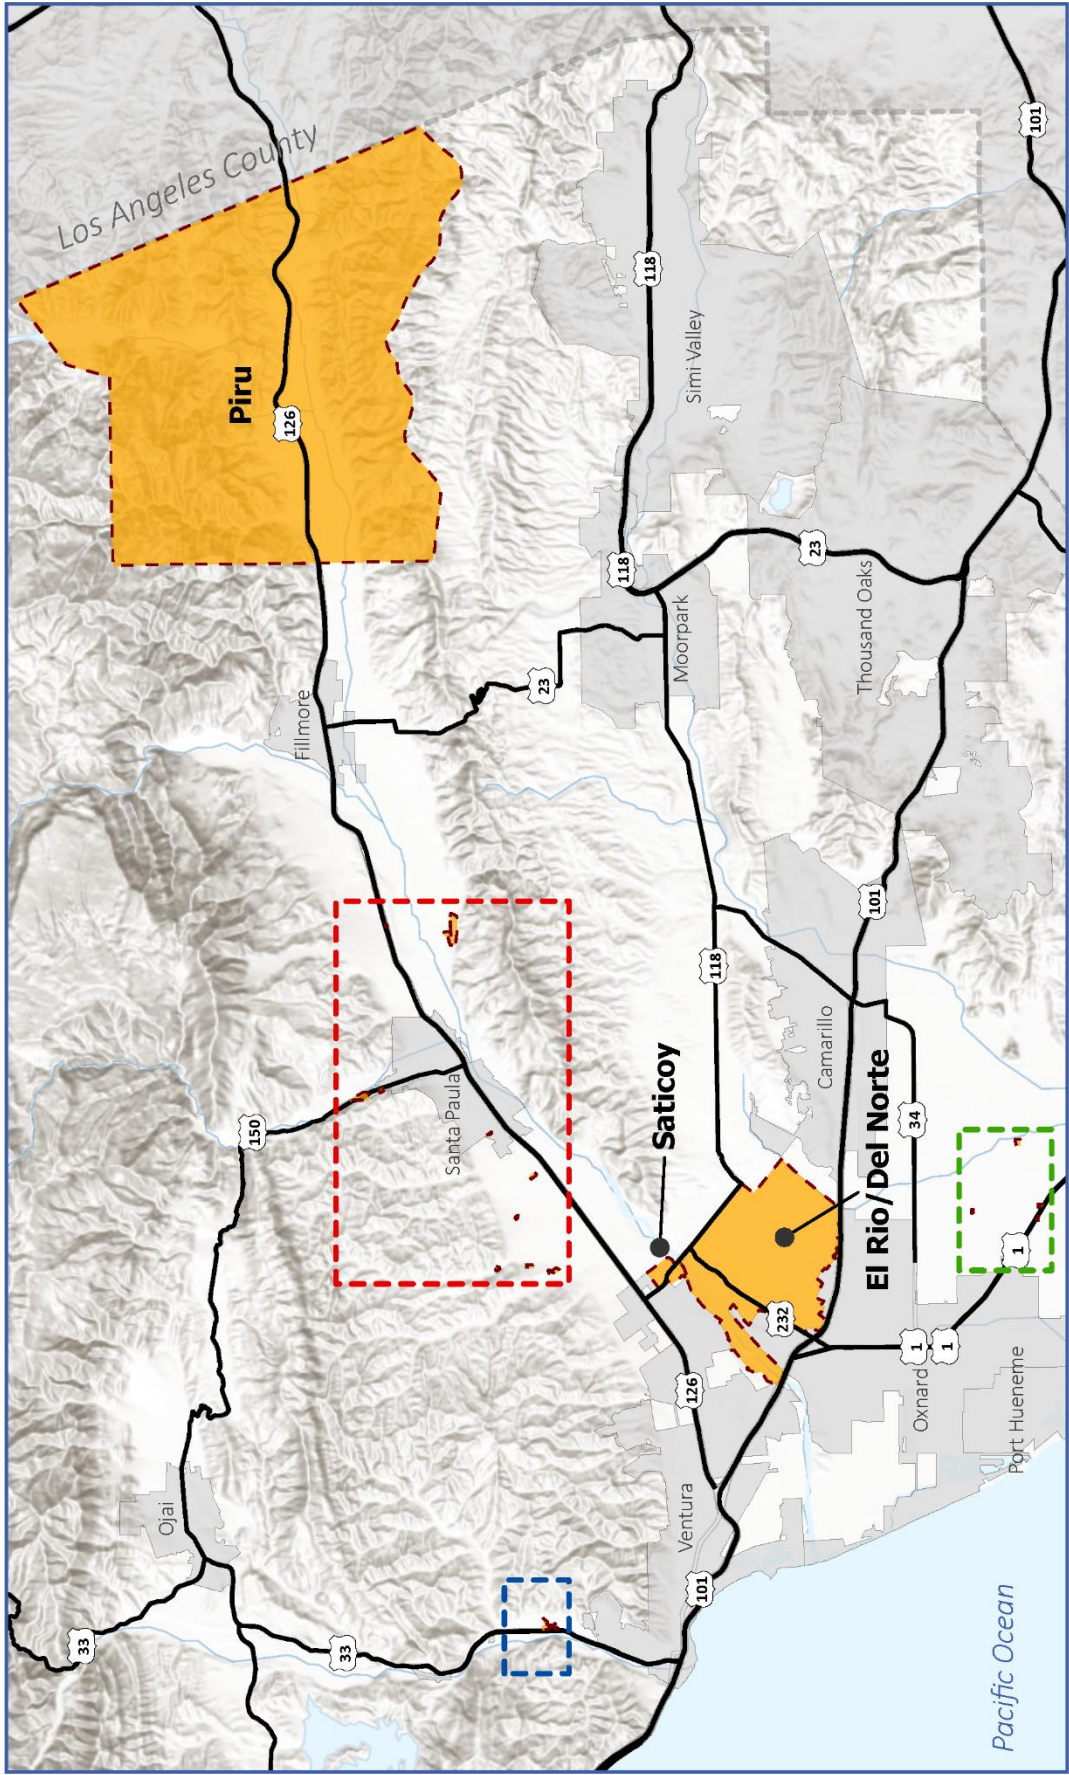 Los Angeles County
Piru
126
118
Simi Valley
101
23
118
Moorpark
Thousand Oaks
23
Fillmore
101
118
Camarillo
34
150
Santa Paula
Saticoy
El Rio/Del Norte
232
1
1
1
Oxnard
Port Hueneme
126
Ventura
101
Ojai
33
33
Pacific Ocean